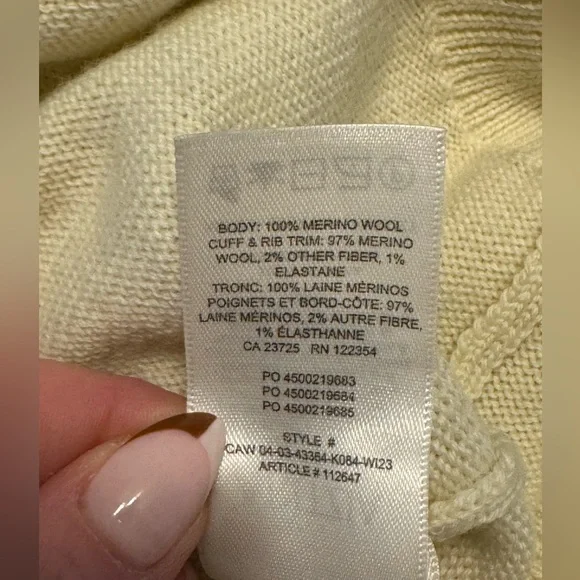 BODY: 100% MERINO WOOL
CUFF & RIB TRIM: 97% MERINO
WOOL, 2% OTHER FIBER, 1%
ELASTANE
TRONC: 100% LAINE MÉRINOS
POIGNETS ET BORD-CÔTE: 97%
LAINE MÉRINOS, 2% AUTRE FIBRE,
1% ÉLASTHANNE
CA 23725 RN 122354
PO 4500219683
PO 4500219684
PO 4500219685
STYLE #
CAW 04-03-43364-K084-WI23
ARTICLE # 112647